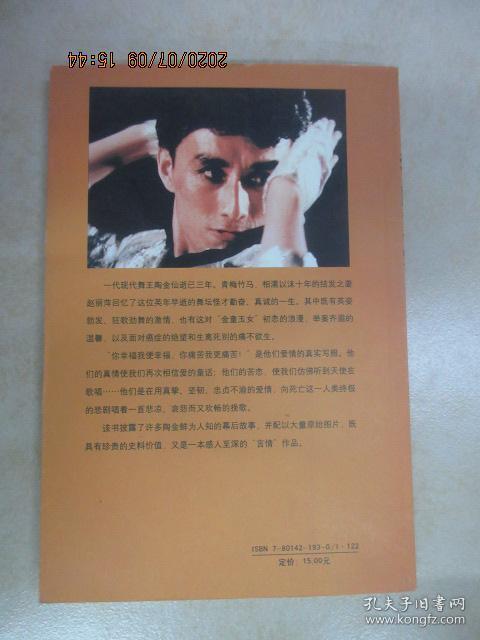 2020/07/09 15:44
一代现代舞王陶金仙逝已三年。青梅竹马、相濡以沫十年的结发之妻
赵丽萍回忆了这位英年早逝的舞坛怪才勤奋、真诚的一生。其中既有英姿
勃发、狂歌劲舞的激情,也有这对“金童玉女”初恋的浪漫、举案齐眉的
温馨,以及面对癌症的绝望和生离死别的痛不欲生。
“你幸福我便幸福,你痛苦我更痛苦!”是他们爱情的真实写照。他
们的真情使我们再次相信爱的童话;他们的苦恋,使我们仿佛听到天使在
歌唱……他们是在用真挚、坚韧、忠贞不渝的爱情,向死亡这一人类终极
的悲剧唱着一首悲凉、哀怨而又欢畅的挽歌。
该书披露了许多陶金鲜为人知的幕后故事,并配以大量原始图片,既
具有珍贵的史料价值,又是一本感人至深的“言情”作品。
ISBN 7-80142-193-0/I·122
定价:15.00元
孔夫子旧书网
www.kongfz.com